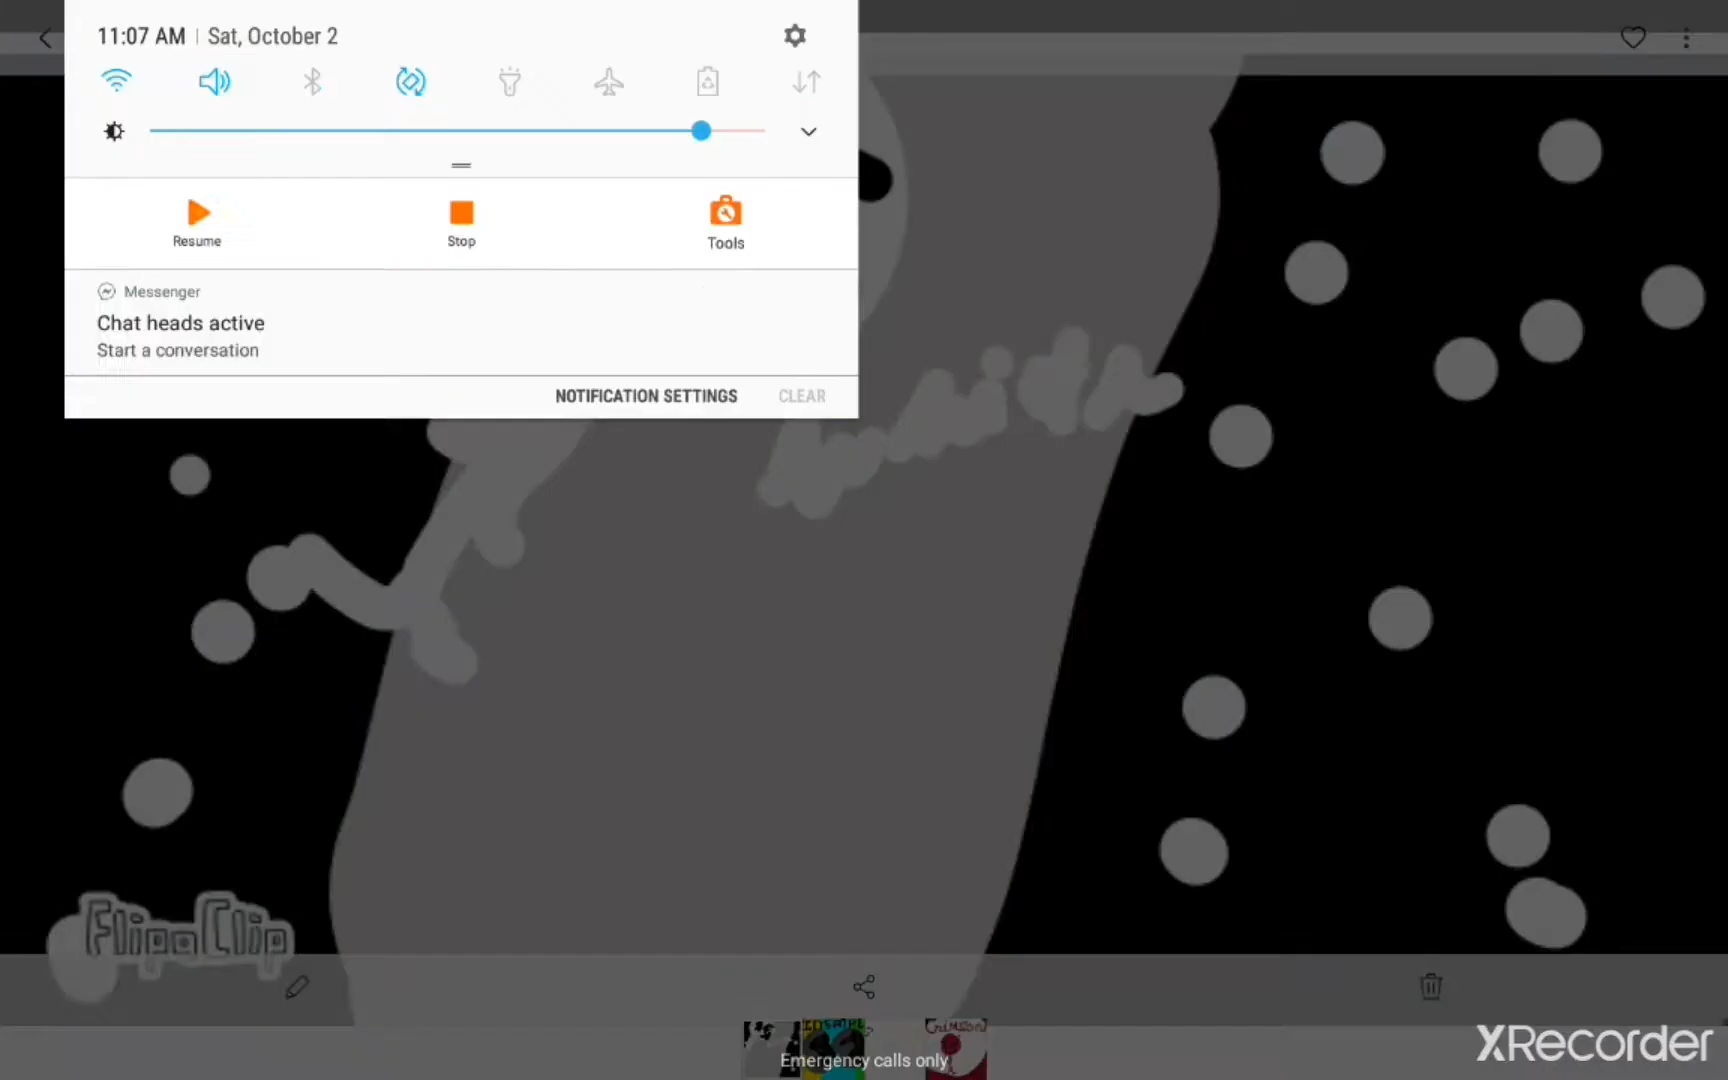 11:07 AM | Sat, October 2
Resume
Stop
Tools
Messenger
Chat heads active
Start a conversation
NOTIFICATION SETTINGS
CLEAR
FlipaClip
Crimson
Emergency calls only
XRecorder